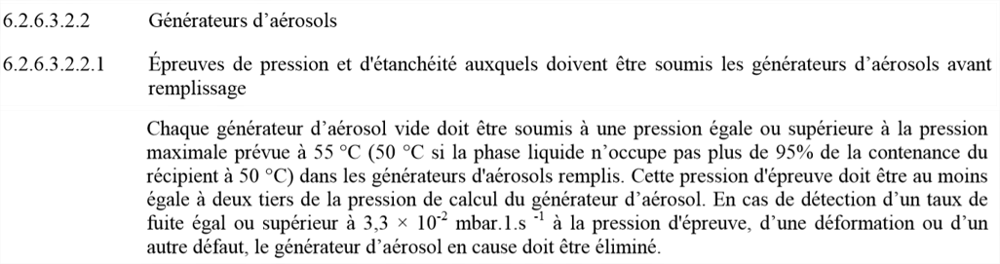 6.2.6.3.2.2 Générateurs d’aérosols
6.2.6.3.2.2.1 Épreuves de pression et d'étanchéité auxquels doivent être soumis les générateurs d’aérosols avant
remplissage
Chaque générateur d’aérosol vide doit être soumis à une pression égale ou supérieure à la pression
maximale prévue à 55 °C (50 °C si la phase liquide n’occupe pas plus de 95% de la contenance du
récipient à 50 °C) dans les générateurs d'aérosols remplis. Cette pression d'épreuve doit être au moins
égale à deux tiers de la pression de calcul du générateur d’aérosol. En cas de détection d’un taux de
fuite égal ou supérieur à 3,3 × 10⁻² mbar.1.s ⁻¹ à la pression d'épreuve, d’une déformation ou d’un
autre défaut, le générateur d’aérosol en cause doit être éliminé.